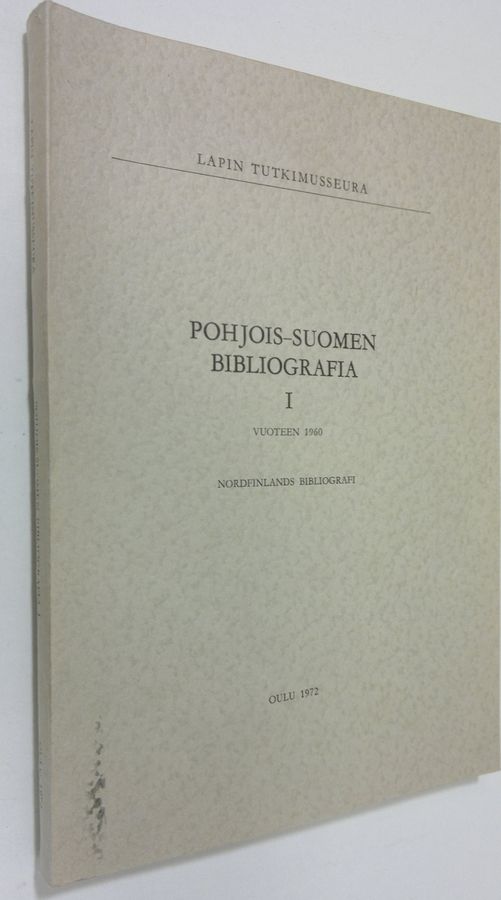 LAPIN TUTKIMUSSEURA
POHJOIS–SUOMEN
BIBLIOGRAFIA
I
VUOTEEN 1960
NORDFINLANDS BIBLIOGRAFI
OULU 1972